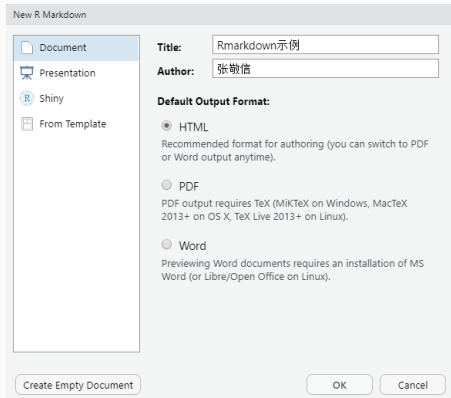 New R Markdown
Document
Presentation
Shiny
From Template
Title: Rmarkdown示例
Author: 张敬信
Default Output Format:
HTML
Recommended format for authoring (you can switch to PDF
or Word output anytime).
PDF
PDF output requires TeX (MiKTeX on Windows, MacTeX
2013+ on OS X, TeX Live 2013+ on Linux).
Word
Previewing Word documents requires an installation of MS
Word (or Libre/Open Office on Linux).
Create Empty Document
OK
Cancel